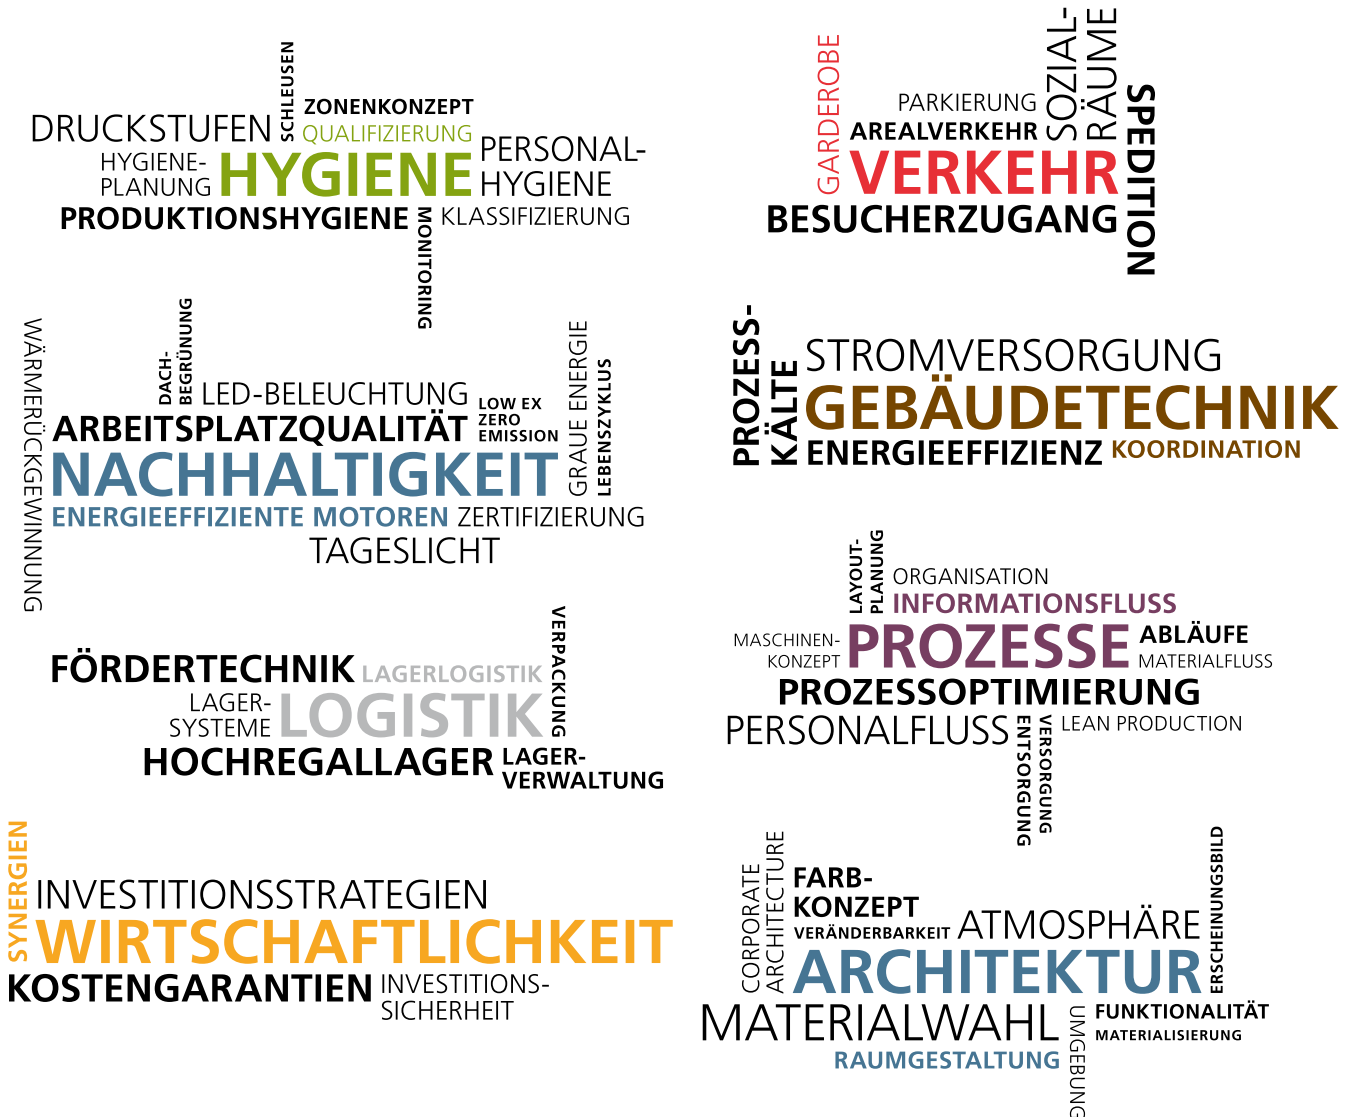 SCHLEUSEN
ZONENKONZEPT
DRUCKSTUFEN
QUALIFIZIERUNG
HYGIENE-
PLANUNG
HYGIENE
PERSONAL-
HYGIENE
PRODUKTIONSHYGIENE
MONITORING
KLASSIFIZIERUNG
GARDEROBE
PARKIERUNG
AREALVERKEHR
SOZIAL-
RÄUME
VERKEHR
SPEDITION
BESUCHERZUGANG
WÄRMERÜCKGEWINNUNG
DACH-
BEGRÜNUNG
LED-BELEUCHTUNG
ARBEITSPLATZQUALITÄT
LOW EX
ZERO
EMISSION
GRAUE ENERGIE
LEBENSZYKLUS
NACHHALTIGKEIT
ENERGIEEFFIZIENTE MOTOREN
ZERTIFIZIERUNG
TAGESLICHT
PROZESS-
KÄLTE
STROMVERSORGUNG
GEBÄUDETECHNIK
ENERGIEEFFIZIENZ
KOORDINATION
FÖRDERTECHNIK
LAGERLOGISTIK
VERPACKUNG
LAGER-
SYSTEME
LOGISTIK
HOCHREGALLAGER
LAGER-
VERWALTUNG
LAYOUT-
PLANUNG
ORGANISATION
INFORMATIONSFLUSS
MASCHINEN-
KONZEPT
PROZESSE
ABLÄUFE
MATERIALFLUSS
PROZESSOPTIMIERUNG
PERSONALFLUSS
ENTSORGUNG
VERSORGUNG
LEAN PRODUCTION
SYNERGIEN
INVESTITIONSSTRATEGIEN
WIRTSCHAFTLICHKEIT
KOSTENGARANTIEN
INVESTITIONS-
SICHERHEIT
CORPORATE
ARCHITECTURE
FARB-
KONZEPT
VERÄNDERBARKEIT
ATMOSPHÄRE
ERSCHEINUNGSBILD
ARCHITEKTUR
MATERIALWAHL
UMGEBUNG
FUNKTIONALITÄT
MATERIALISIERUNG
RAUMGESTALTUNG